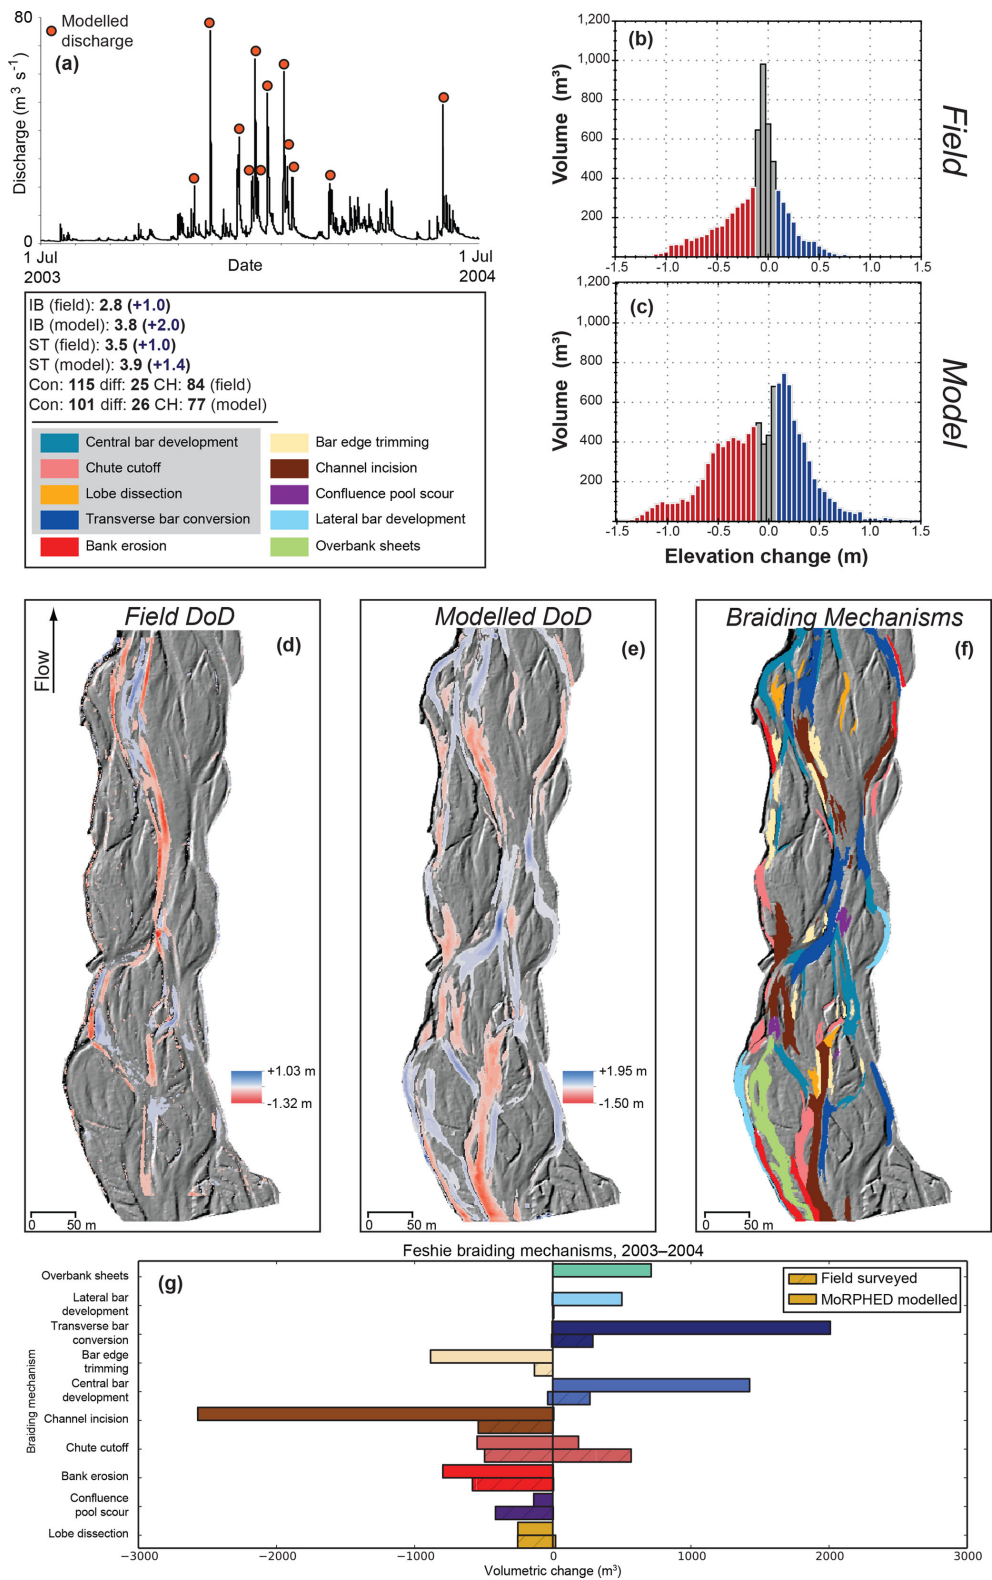 80
Modelled
discharge
(a)
Discharge (m³ s⁻¹)
0
1 Jul
2003
Date
1 Jul
2004
1,200
1,000
800
600
400
200
Volume (m³)
(b)
-1.5
-1.0
-0.5
0.0
0.5
1.0
1.5
Field
1,200
1,000
800
600
400
200
Volume (m³)
(c)
-1.5
-1.0
-0.5
0.0
0.5
1.0
1.5
Elevation change (m)
Model
IB (field): 2.8 (+1.0)
IB (model): 3.8 (+2.0)
ST (field): 3.5 (+1.0)
ST (model): 3.9 (+1.4)
Con: 115 diff: 25 CH: 84 (field)
Con: 101 diff: 26 CH: 77 (model)
Central bar development
Chute cutoff
Lobe dissection
Transverse bar conversion
Bank erosion
Bar edge trimming
Channel incision
Confluence pool scour
Lateral bar development
Overbank sheets
Field DoD
(d)
Flow
+1.03 m
-1.32 m
0 50 m
Modelled DoD
(e)
+1.95 m
-1.50 m
0 50 m
Braiding Mechanisms
(f)
0 50 m
Feshie braiding mechanisms, 2003–2004
(g)
Field surveyed
MoRPHED modelled
Braiding mechanism
Overbank sheets
Lateral bar
development
Transverse bar
conversion
Bar edge
trimming
Central bar
development
Channel incision
Chute cutoff
Bank erosion
Confluence
pool scour
Lobe dissection
−3000
−2000
−1000
0
1000
2000
3000
Volumetric change (m³)